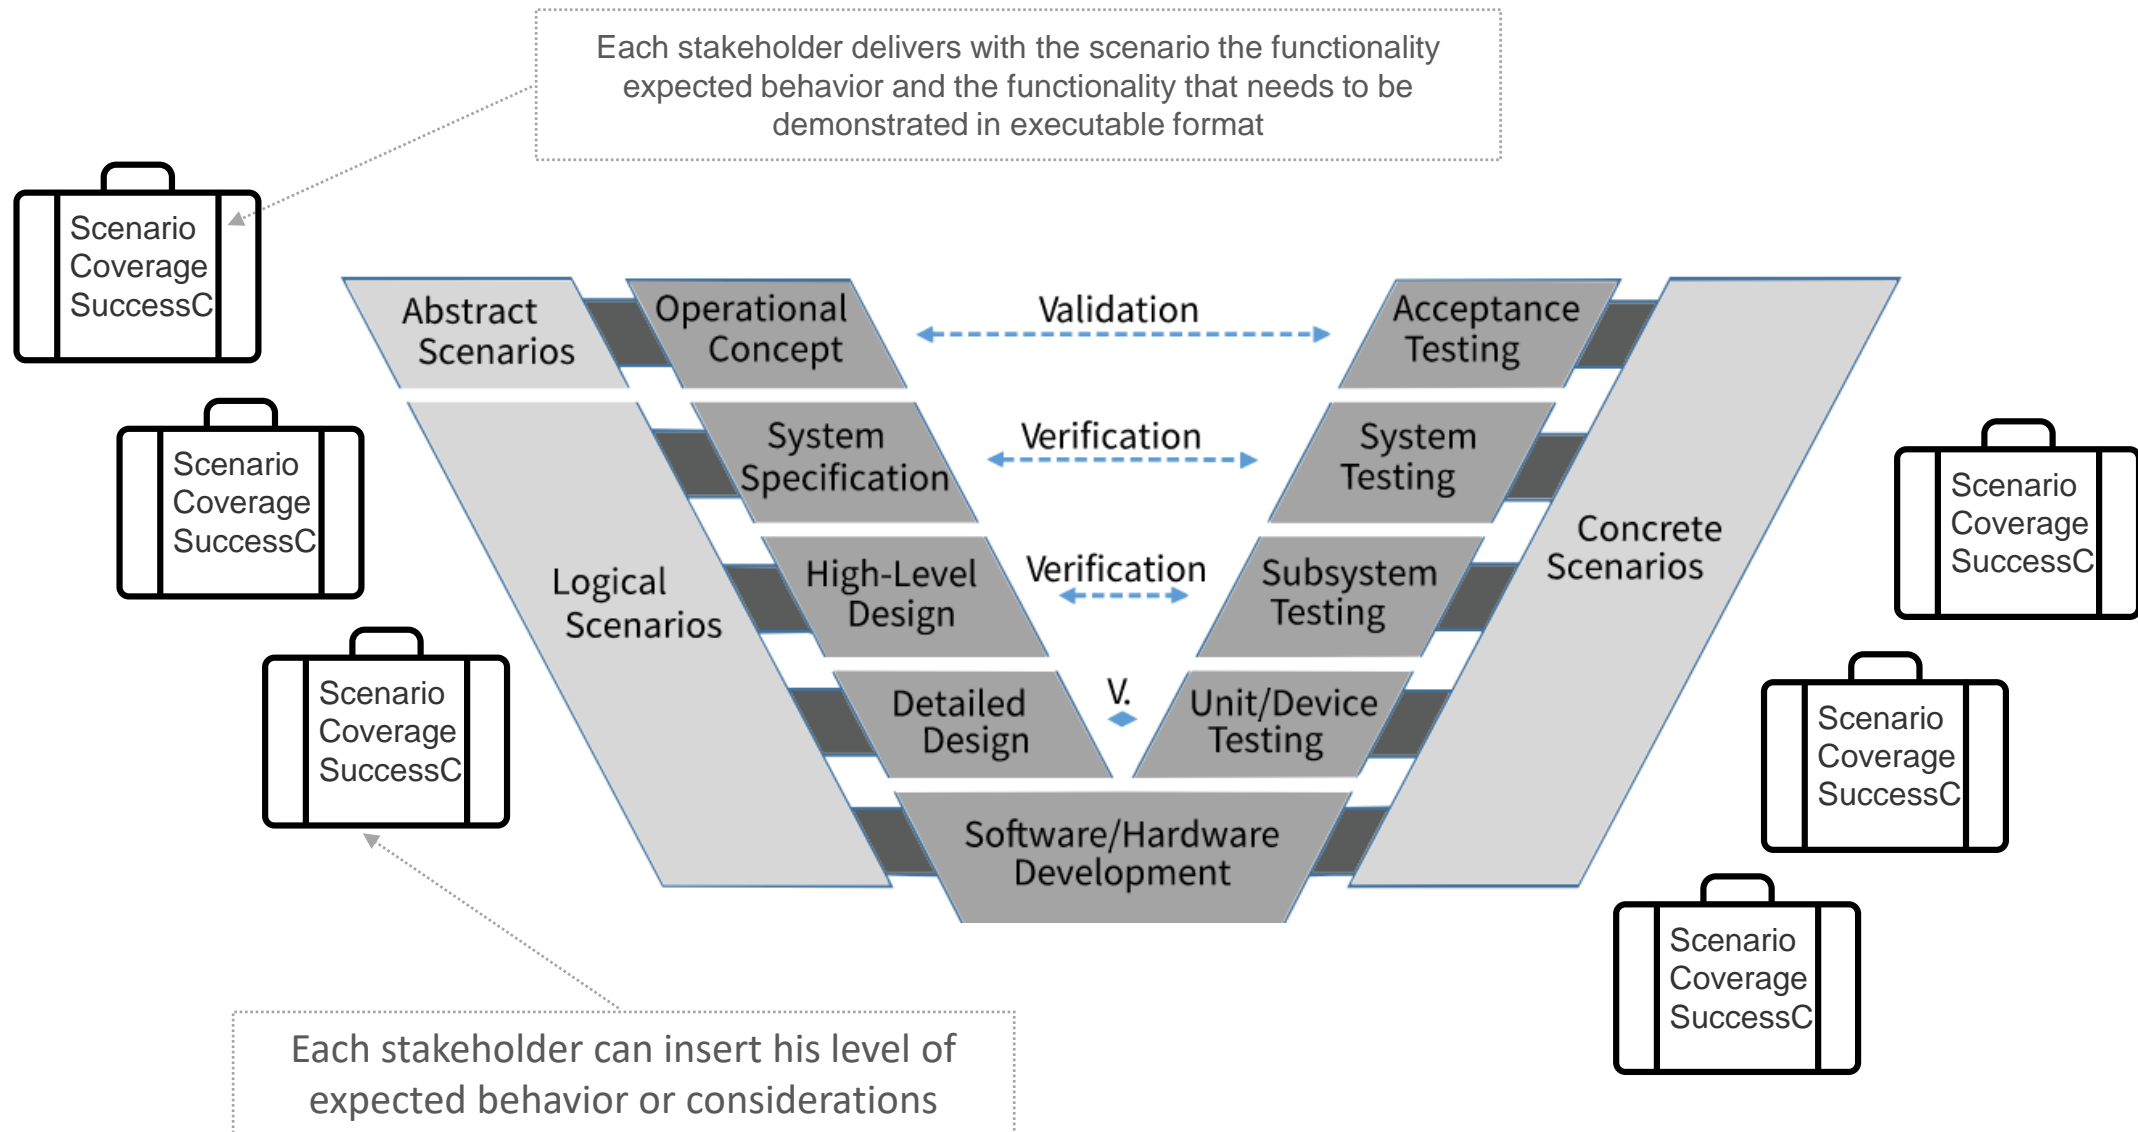 Each stakeholder delivers with the scenario the functionality
expected behavior and the functionality that needs to be
demonstrated in executable format
Scenario
Coverage
SuccessC
Abstract
Scenarios
Operational
Concept
Validation
Acceptance
Testing
Scenario
Coverage
SuccessC
System
Specification
Verification
System
Testing
Scenario
Coverage
SuccessC
Logical
Scenarios
High-Level
Design
Verification
Subsystem
Testing
Concrete
Scenarios
Scenario
Coverage
SuccessC
Detailed
Design
V.
Unit/Device
Testing
Scenario
Coverage
SuccessC
Software/Hardware
Development
Scenario
Coverage
SuccessC
Each stakeholder can insert his level of
expected behavior or considerations